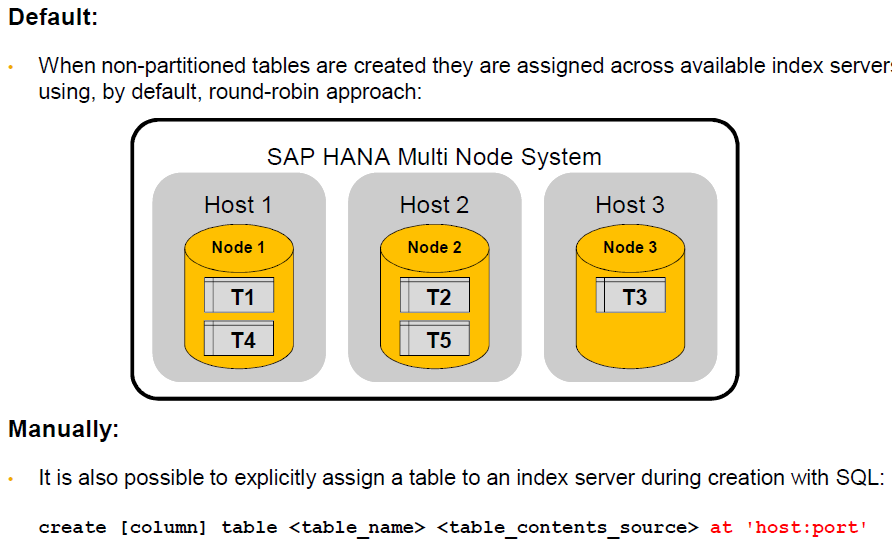 Default:
• When non-partitioned tables are created they are assigned across available index servers
using, by default, round-robin approach:
SAP HANA Multi Node System
Host 1 Host 2 Host 3
Node 1 Node 2 Node 3
T1 T2 T3
T4 T5
Manually:
• It is also possible to explicitly assign a table to an index server during creation with SQL:
create [column] table <table_name> <table_contents_source> at 'host:port'